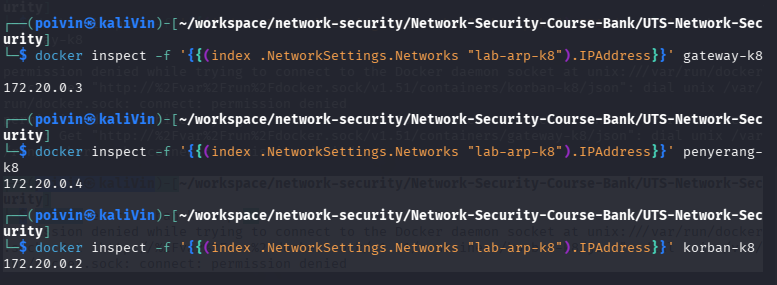 ┌──(poivin㉿kaliVin)-[~/workspace/network-security/Network-Security-Course-Bank/UTS-Network-Sec
urity]
└─$ docker inspect -f '{{(index .NetworkSettings.Networks "lab-arp-k8").IPAddress}}' gateway-k8
172.20.0.3
┌──(poivin㉿kaliVin)-[~/workspace/network-security/Network-Security-Course-Bank/UTS-Network-Sec
urity]
└─$ docker inspect -f '{{(index .NetworkSettings.Networks "lab-arp-k8").IPAddress}}' penyerang-
k8
172.20.0.4
┌──(poivin㉿kaliVin)-[~/workspace/network-security/Network-Security-Course-Bank/UTS-Network-Sec
urity]
└─$ docker inspect -f '{{(index .NetworkSettings.Networks "lab-arp-k8").IPAddress}}' korban-k8
172.20.0.2